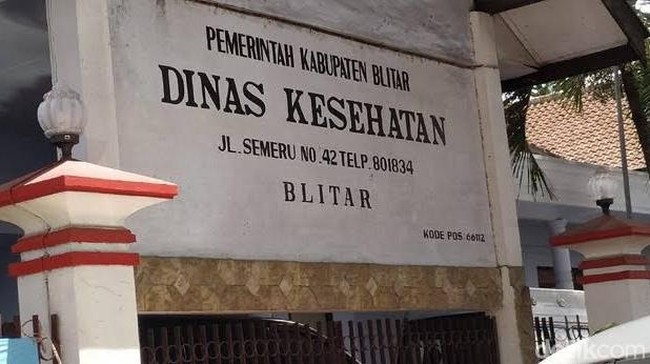 PEMERINTAH KABUPATEN BLITAR
DINAS KESEHATAN
JL. SEMERU NO. 42 TELP. 801834
BLITAR
KODE POS : 66112